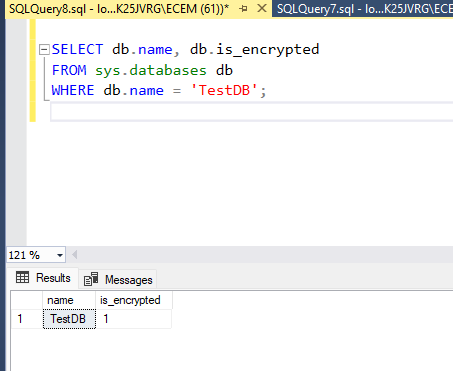 SQLQuery8.sql - lo...K25JVRG\ECEM (61))* SQLQuery7.sql - lo...K25JVRG\ECEM (
SELECT db.name, db.is_encrypted
FROM sys.databases db
WHERE db.name = 'TestDB';
121 %
Results Messages
name is_encrypted
1 TestDB 1